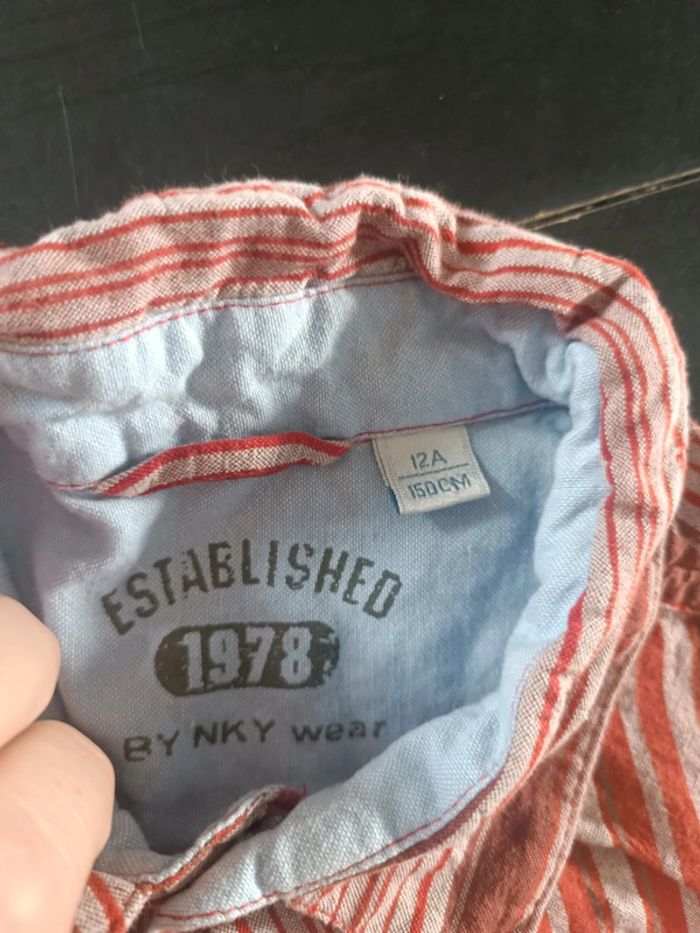 12A
150CM
ESTABLISHED
1978
BY NKY wear